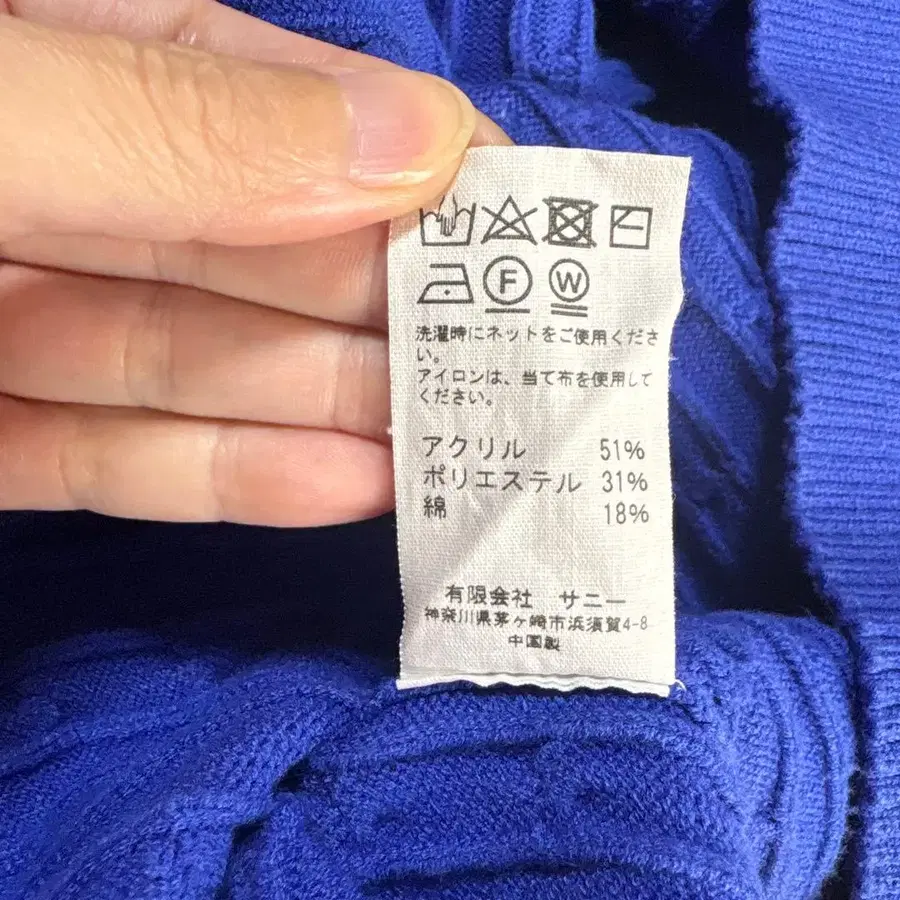 F W
洗濯時にネットをご使用くださ
い。
アイロンは、当て布を使用して
ください。
アクリル 51%
ポリエステル 31%
綿 18%
有限会社 サニー
神奈川県茅ヶ崎市浜須賀4-8
中国製